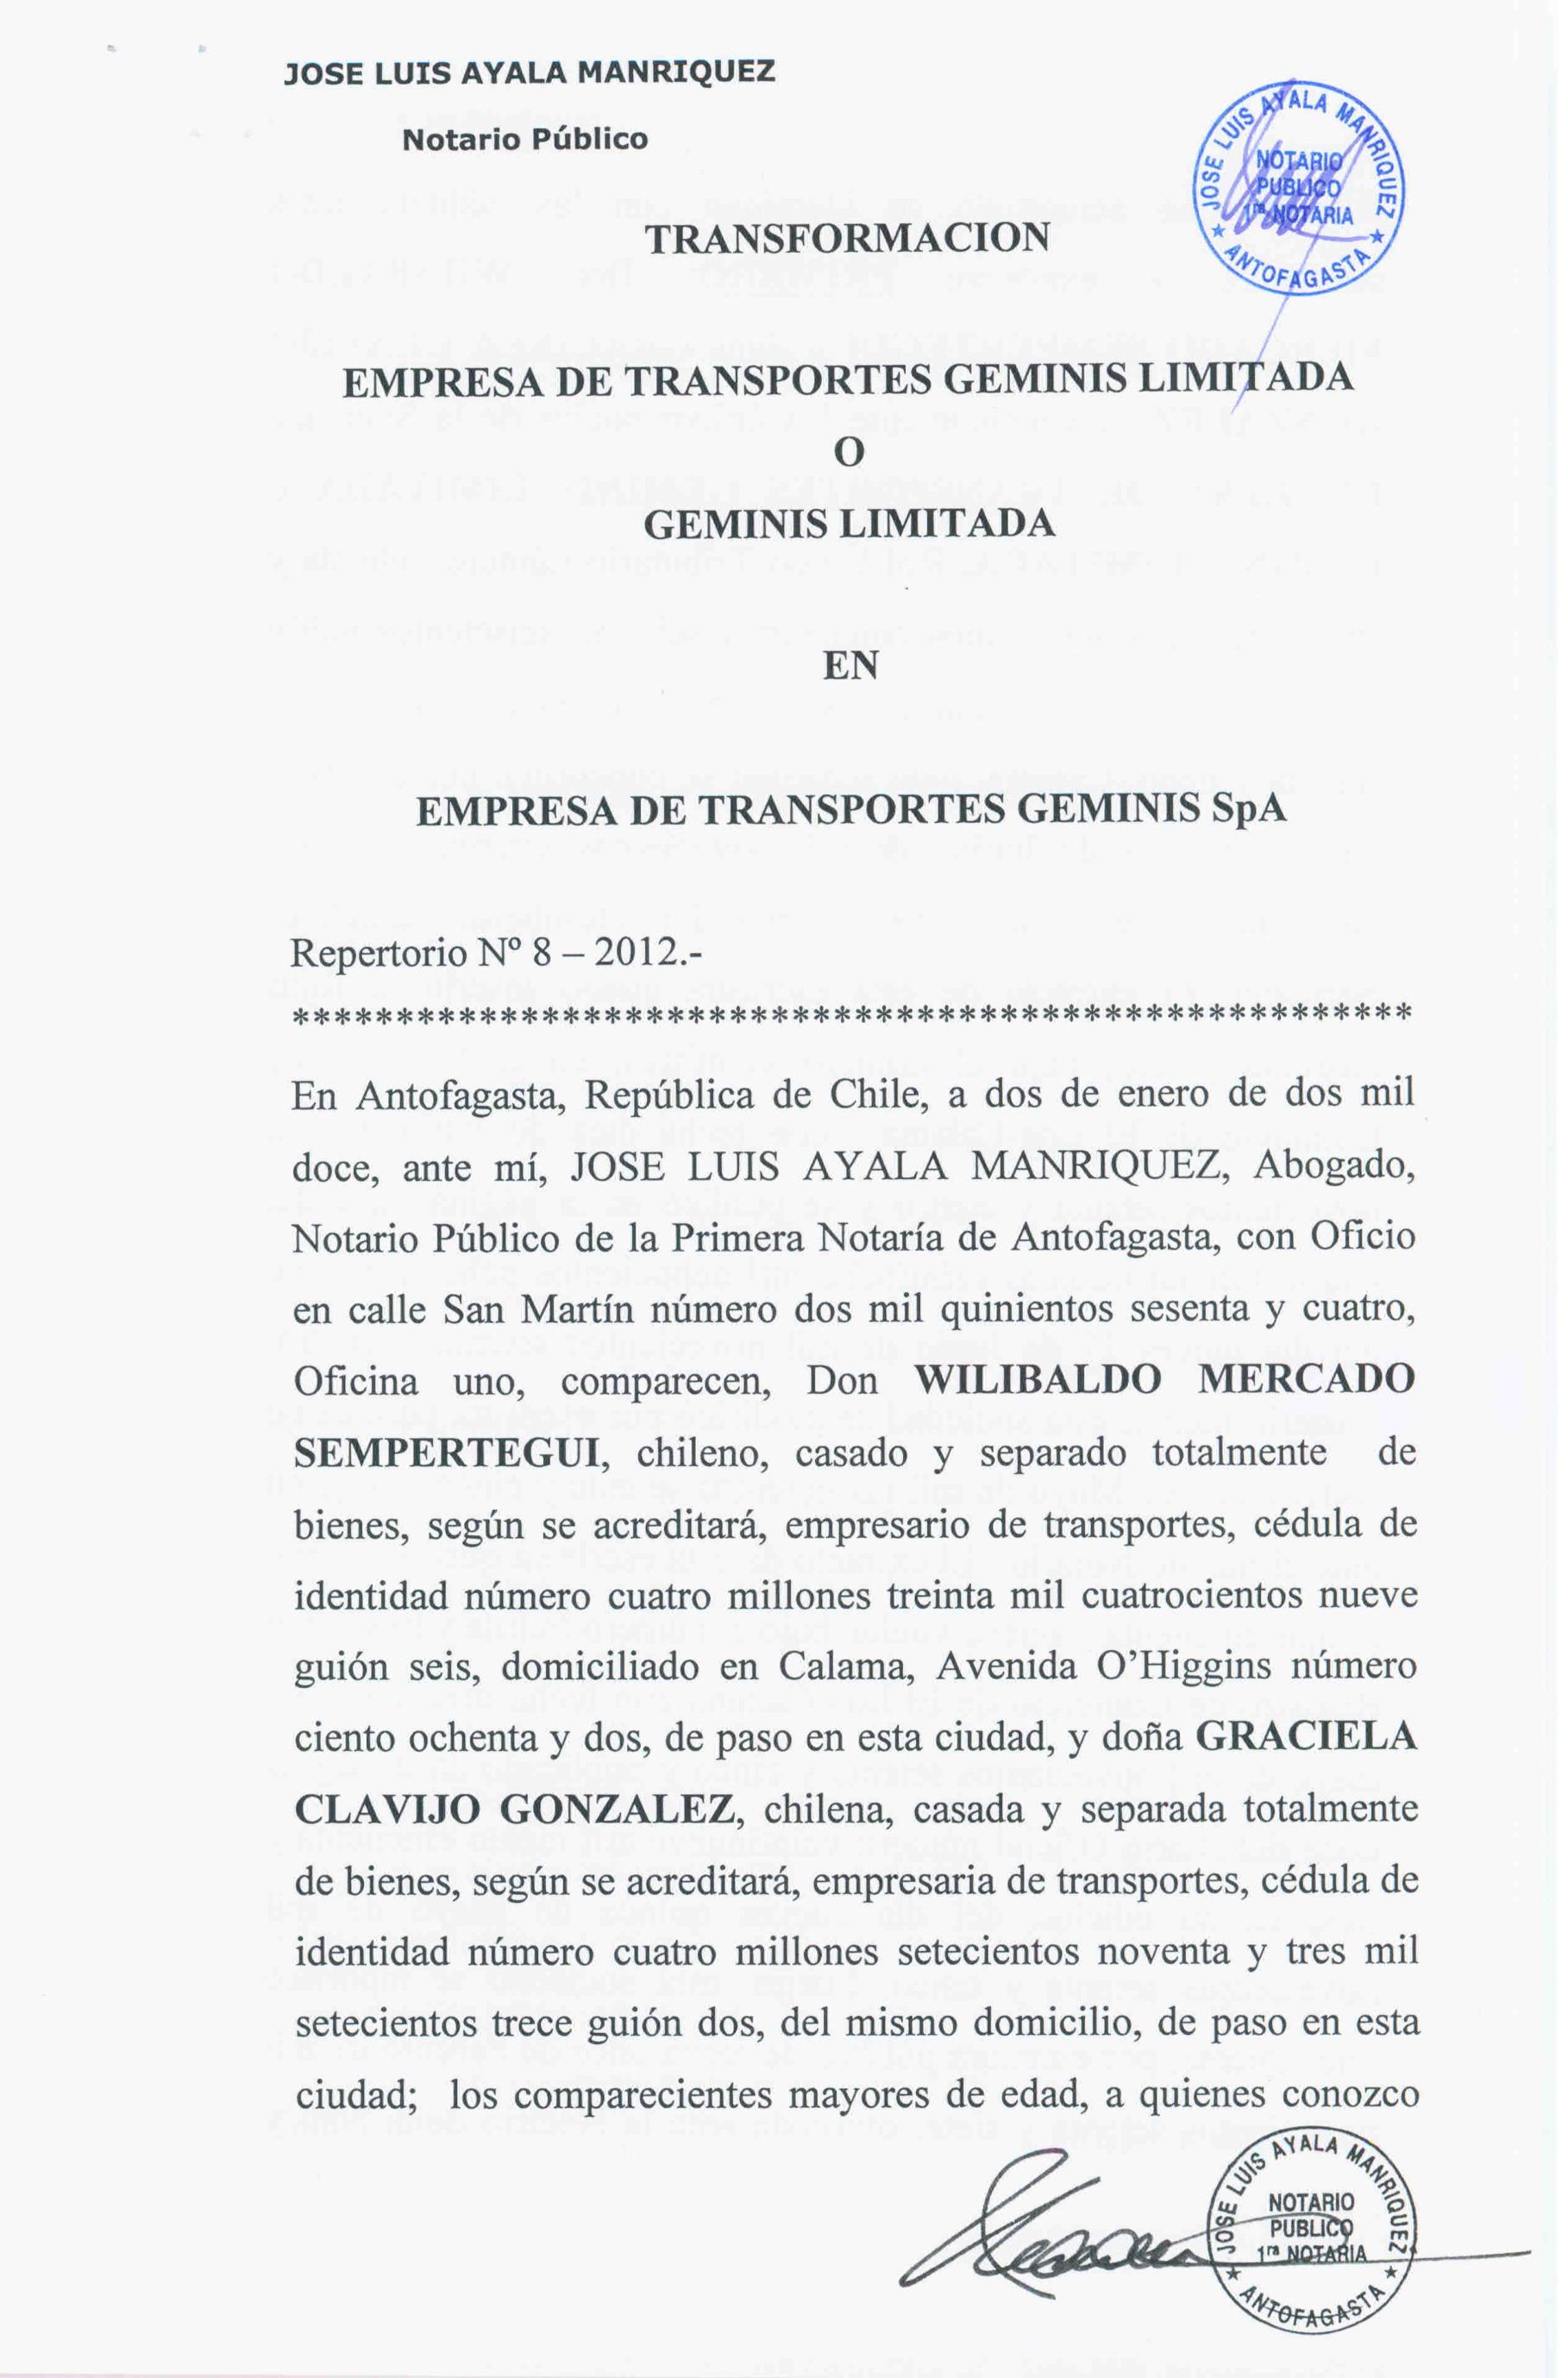 JOSE LUIS AYALA MANRIQUEZ
Notario Público
JOSE LUIS AYALA MANRIQUEZ
NOTARIO
PUBLICO
1ra NOTARIA
★ ANTOFAGASTA ★
TRANSFORMACION
EMPRESA DE TRANSPORTES GEMINIS LIMITADA
O
GEMINIS LIMITADA
EN
EMPRESA DE TRANSPORTES GEMINIS SpA
Repertorio Nº 8 – 2012.-
******************************************************
En Antofagasta, República de Chile, a dos de enero de dos mil
doce, ante mí, JOSE LUIS AYALA MANRIQUEZ, Abogado,
Notario Público de la Primera Notaría de Antofagasta, con Oficio
en calle San Martín número dos mil quinientos sesenta y cuatro,
Oficina uno, comparecen, Don WILIBALDO MERCADO
SEMPERTEGUI, chileno, casado y separado totalmente de
bienes, según se acreditará, empresario de transportes, cédula de
identidad número cuatro millones treinta mil cuatrocientos nueve
guión seis, domiciliado en Calama, Avenida O’Higgins número
ciento ochenta y dos, de paso en esta ciudad, y doña GRACIELA
CLAVIJO GONZALEZ, chilena, casada y separada totalmente
de bienes, según se acreditará, empresaria de transportes, cédula de
identidad número cuatro millones setecientos noventa y tres mil
setecientos trece guión dos, del mismo domicilio, de paso en esta
ciudad; los comparecientes mayores de edad, a quienes conozco
JOSE LUIS AYALA MANRIQUEZ
NOTARIO
PUBLICO
1ra NOTARIA
★ ANTOFAGASTA ★